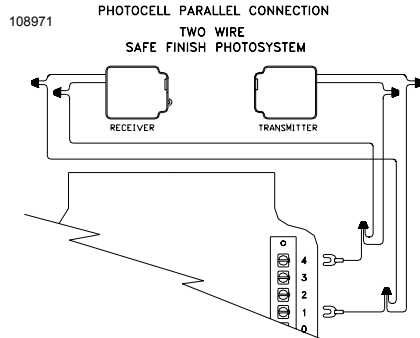 PHOTOCELL PARALLEL CONNECTION
108971
TWO WIRE
SAFE FINISH PHOTOSYSTEM
RECEIVER
TRANSMITTER
4
3
2
1
0